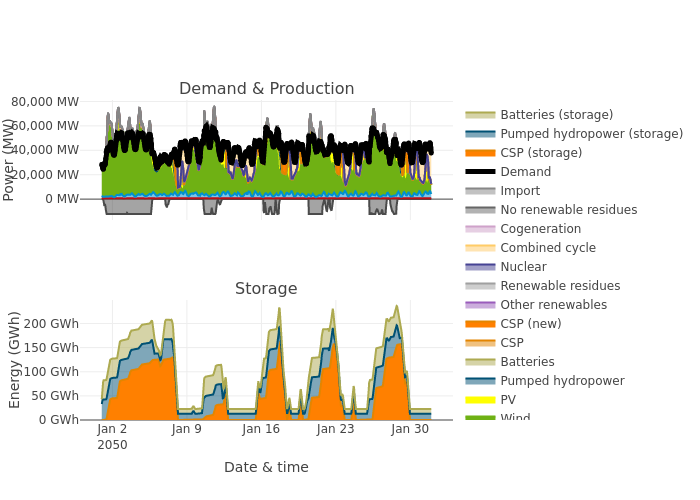 Demand & Production
80,000 MW
60,000 MW
40,000 MW
20,000 MW
0 MW
Power (MW)
Storage
200 GWh
150 GWh
100 GWh
50 GWh
0 GWh
Energy (GWh)
Jan 2
2050
Jan 9
Jan 16
Jan 23
Jan 30
Date & time
Batteries (storage)
Pumped hydropower (storage)
CSP (storage)
Demand
Import
No renewable residues
Cogeneration
Combined cycle
Nuclear
Renewable residues
Other renewables
CSP (new)
CSP
Batteries
Pumped hydropower
PV
Wind